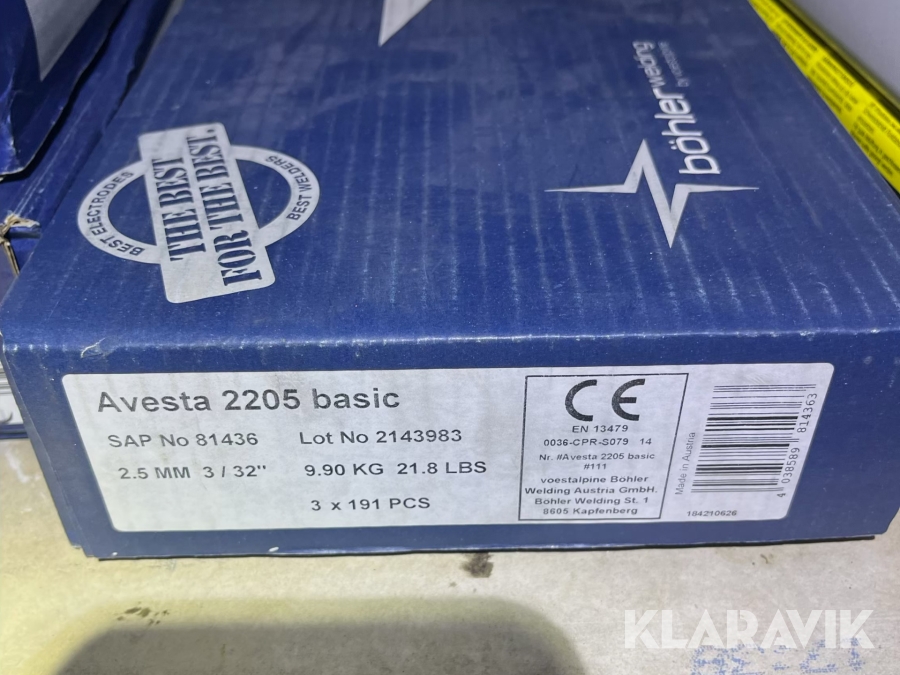 böhler welding
by voestalpine
BEST ELECTRODES
THE BEST
FOR THE BEST.
BEST WELDERS
Avesta 2205 basic
SAP No 81436 Lot No 2143983
2.5 MM 3 / 32" 9.90 KG 21.8 LBS
3 x 191 PCS
CE
EN 13479
0036-CPR-S079 14
Nr. #Avesta 2205 basic
#111
voestalpine Böhler
Welding Austria GmbH.
Böhler Welding St. 1
8605 Kapfenberg
Made in Austria
4 038589 814363
184210626
KLARAVIK